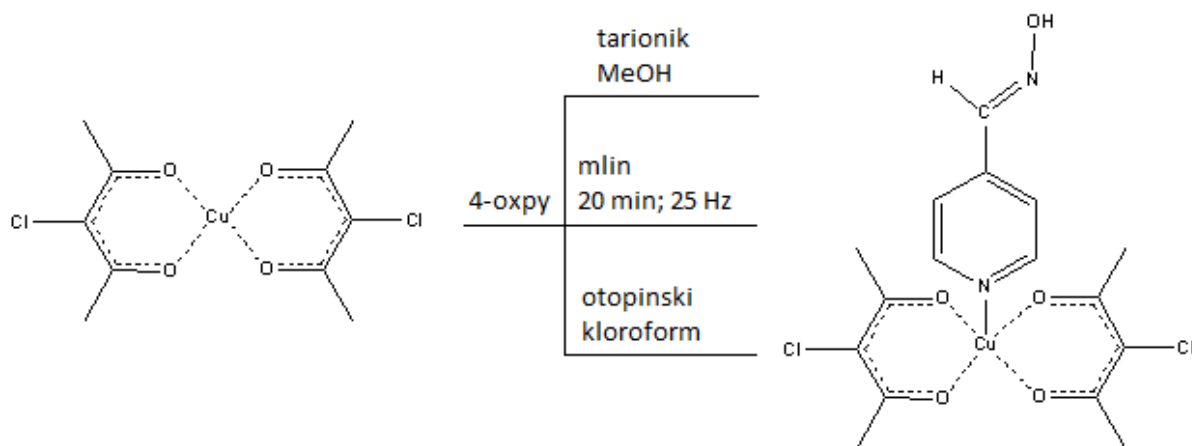 tarionik
MeOH
4-oxpy
mlin
20 min; 25 Hz
otopinski
kloroform
Cl
O
O
Cu
O
O
Cl
OH
H
N
C
N
O
O
Cl
Cu
Cl
O
O